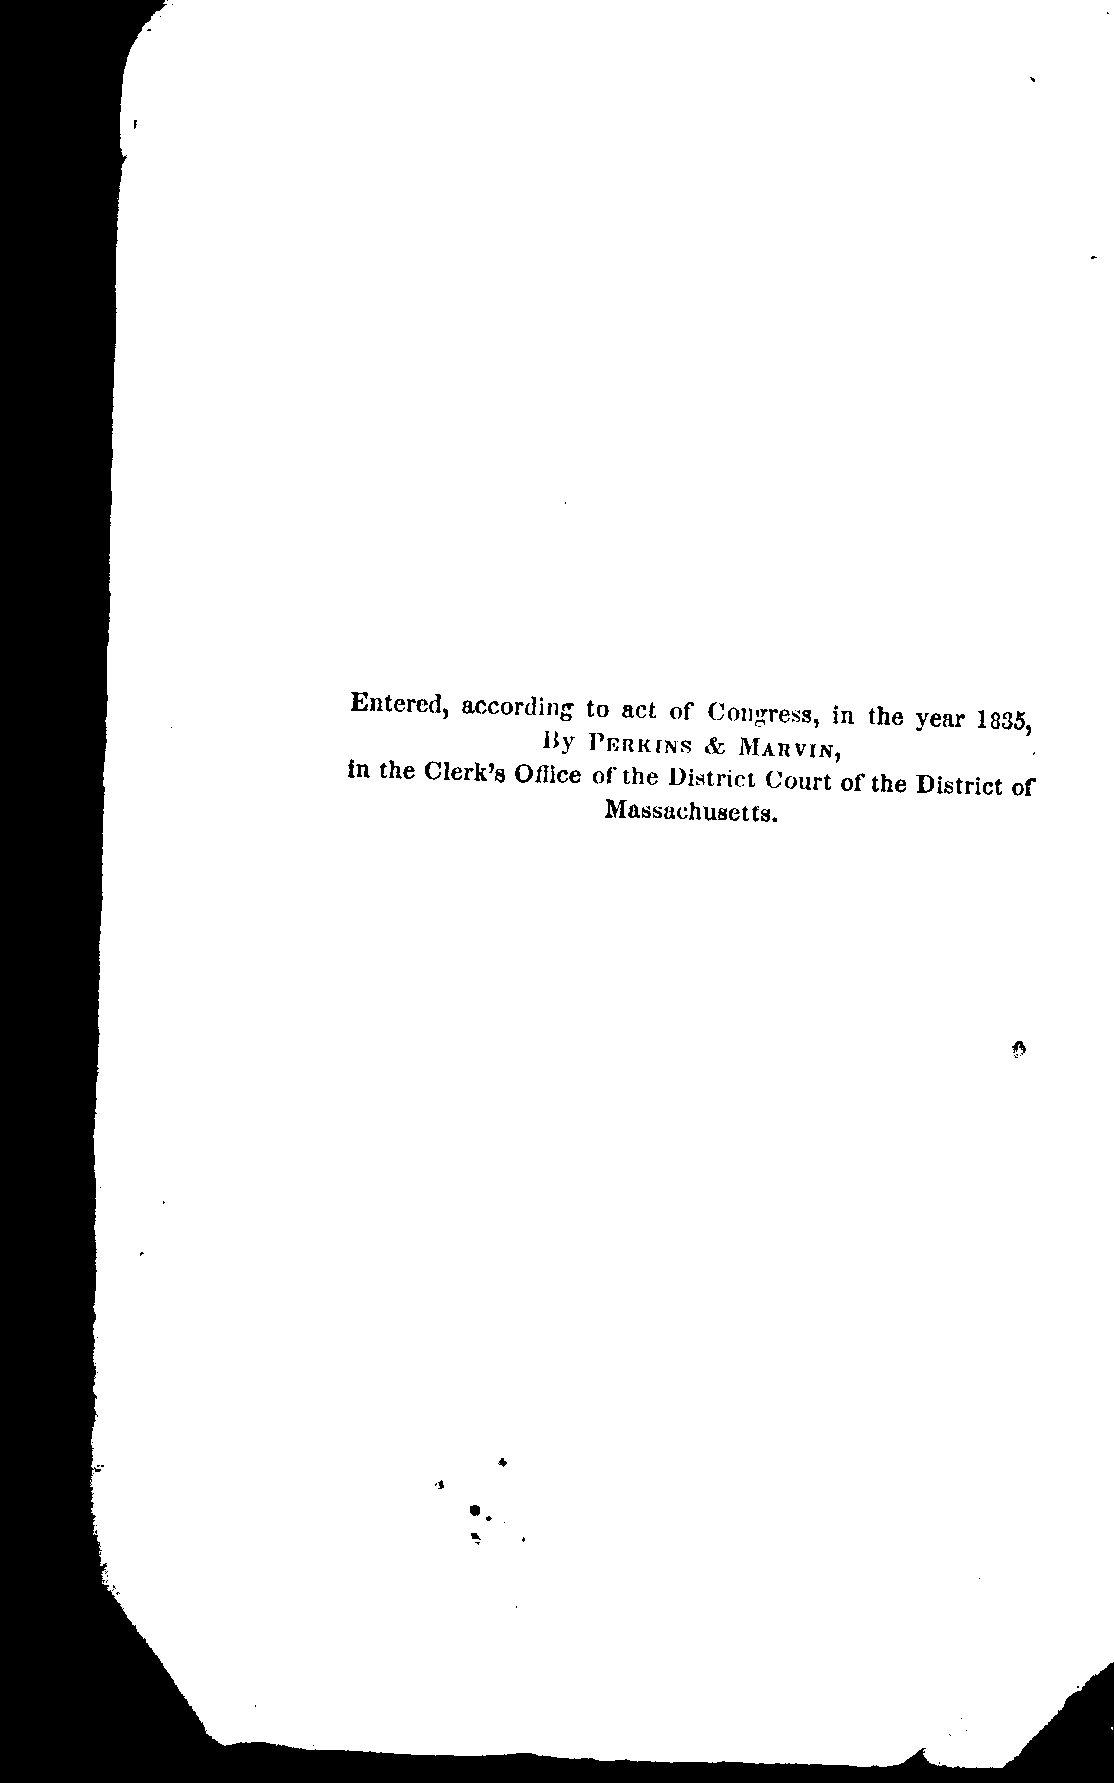 Entered, according to act of Congress, in the year 1835,
By PERKINS & MARVIN,
in the Clerk's Office of the District Court of the District of
Massachusetts.